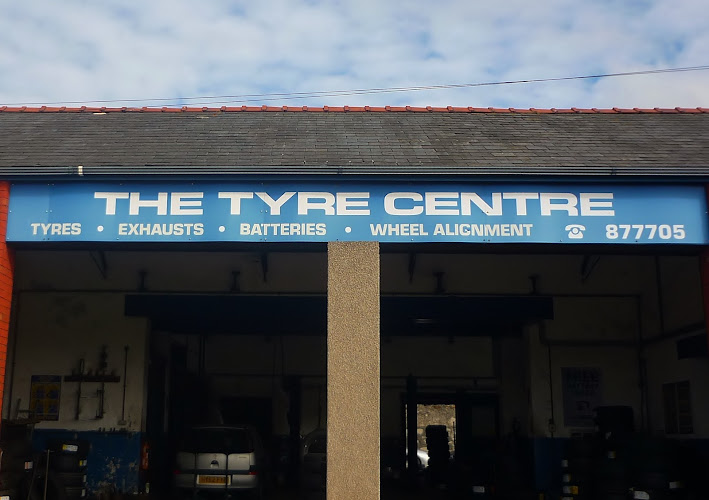 THE TYRE CENTRE
TYRES • EXHAUSTS • BATTERIES • WHEEL ALIGNMENT ☎ 877705